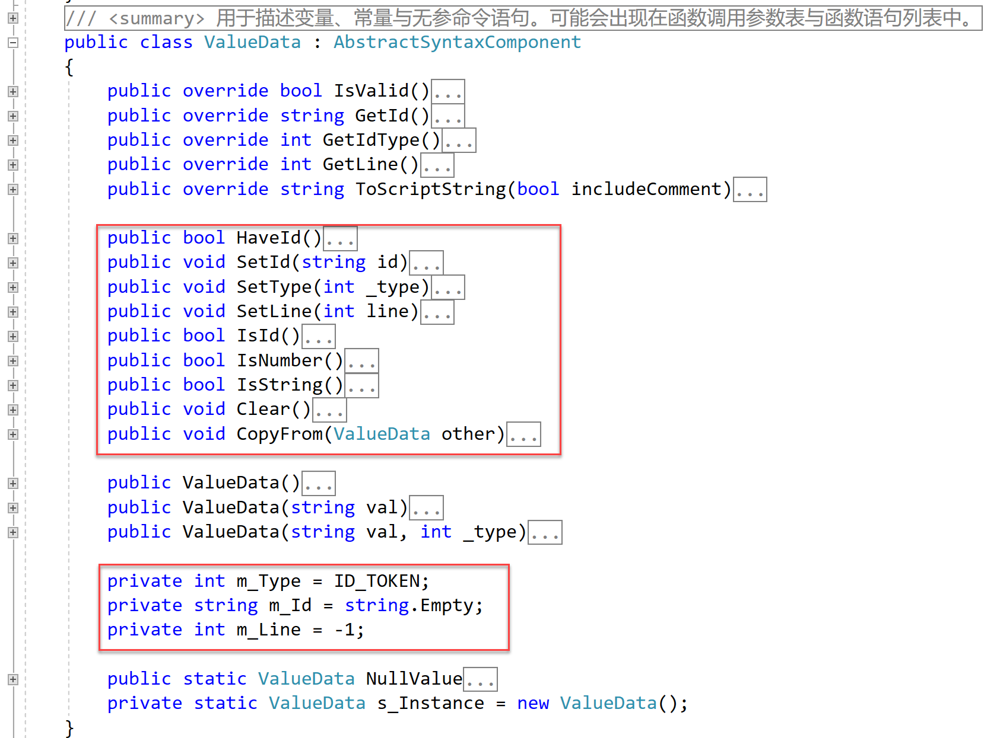 /// <summary> 用于描述变量、常量与无参命令语句。可能会出现在函数调用参数表与函数语句列表中。
public class ValueData : AbstractSyntaxComponent
{
public override bool IsValid()...
public override string GetId()...
public override int GetIdType()...
public override int GetLine()...
public override string ToScriptString(bool includeComment)...
public bool HaveId()...
public void SetId(string id)...
public void SetType(int _type)...
public void SetLine(int line)...
public bool IsId()...
public bool IsNumber()...
public bool IsString()...
public void Clear()...
public void CopyFrom(ValueData other)...
public ValueData()...
public ValueData(string val)...
public ValueData(string val, int _type)...
private int m_Type = ID_TOKEN;
private string m_Id = string.Empty;
private int m_Line = -1;
public static ValueData NullValue...
private static ValueData s_Instance = new ValueData();
}